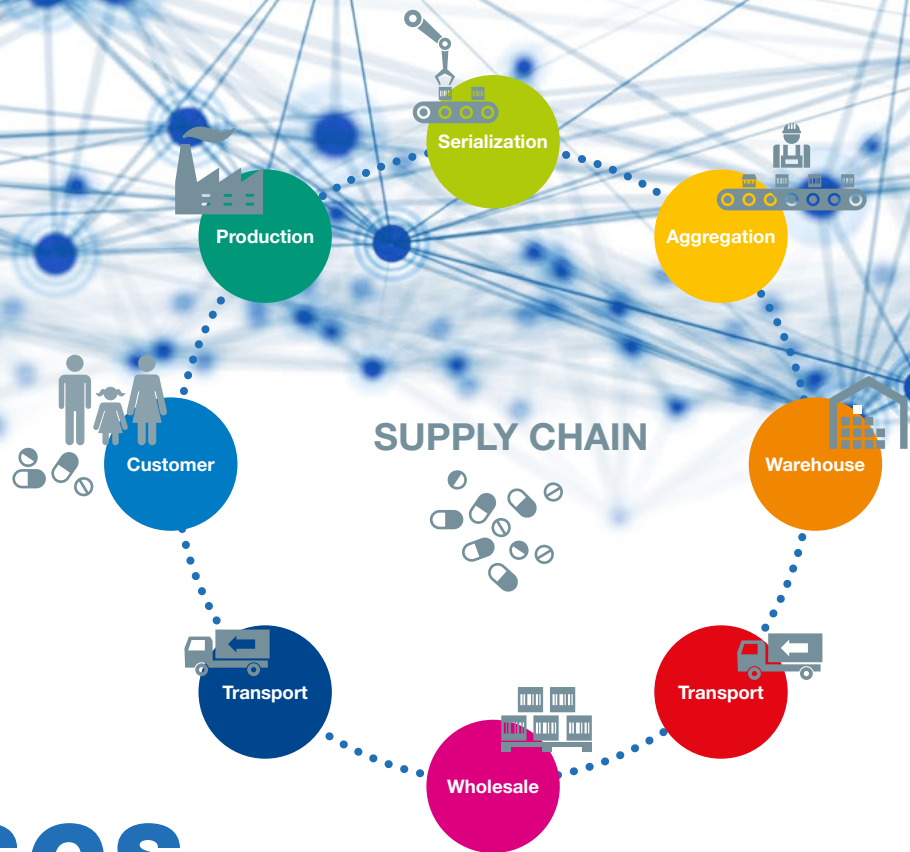 Serialization
Production
Aggregation
SUPPLY CHAIN
Customer
Warehouse
Transport
Transport
Wholesale